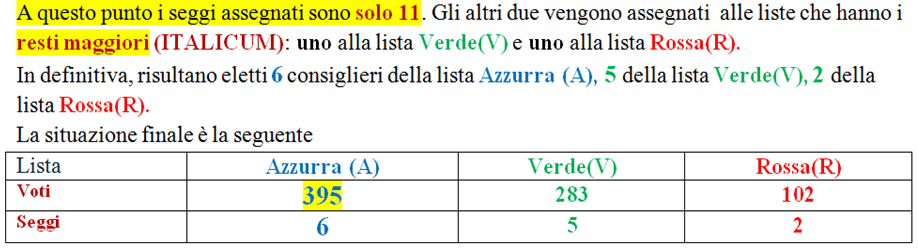 A questo punto i seggi assegnati sono solo 11. Gli altri due vengono assegnati alle liste che hanno i
resti maggiori (ITALICUM): uno alla lista Verde(V) e uno alla lista Rossa(R).
In definitiva, risultano eletti 6 consiglieri della lista Azzurra (A), 5 della lista Verde(V), 2 della
lista Rossa(R).
La situazione finale è la seguente
Lista Azzurra (A) Verde(V) Rossa(R)
Voti 395 283 102
Seggi 6 5 2